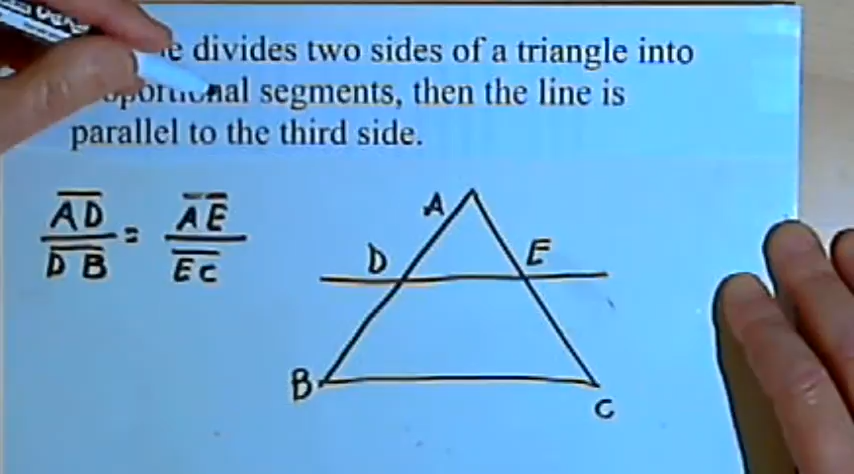 divides two sides of a triangle into
segments, then the line is
parallel to the third side.
AD = AE
DB EC
A
D E
B
C